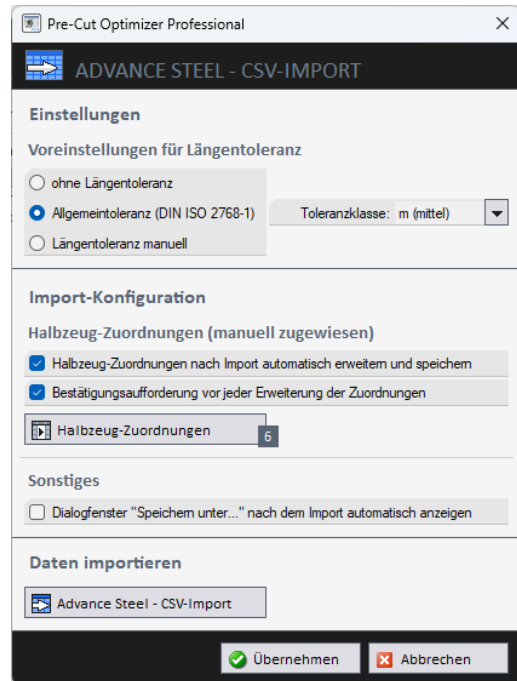 Pre-Cut Optimizer Professional
ADVANCE STEEL - CSV-IMPORT
Einstellungen
Voreinstellungen für Längentoleranz
ohne Längentoleranz
Allgemeintoleranz (DIN ISO 2768-1) Toleranzklasse: m (mittel)
Längentoleranz manuell
Import-Konfiguration
Halbzeug-Zuordnungen (manuell zugewiesen)
Halbzeug-Zuordnungen nach Import automatisch erweitern und speichern
Bestätigungsaufforderung vor jeder Erweiterung der Zuordnungen
Halbzeug-Zuordnungen 6
Sonstiges
Dialogfenster "Speichern unter..." nach dem Import automatisch anzeigen
Daten importieren
Advance Steel - CSV-Import
Übernehmen Abbrechen